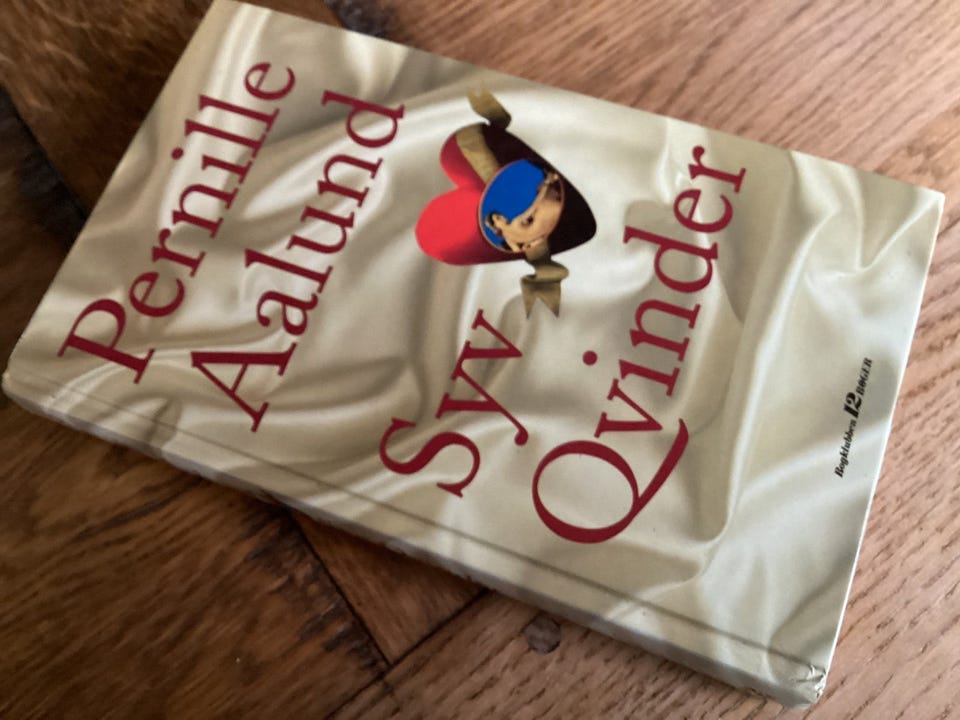 Pernille
Aalund
Syv
Qvinder
Bogklubben 12 BØGER